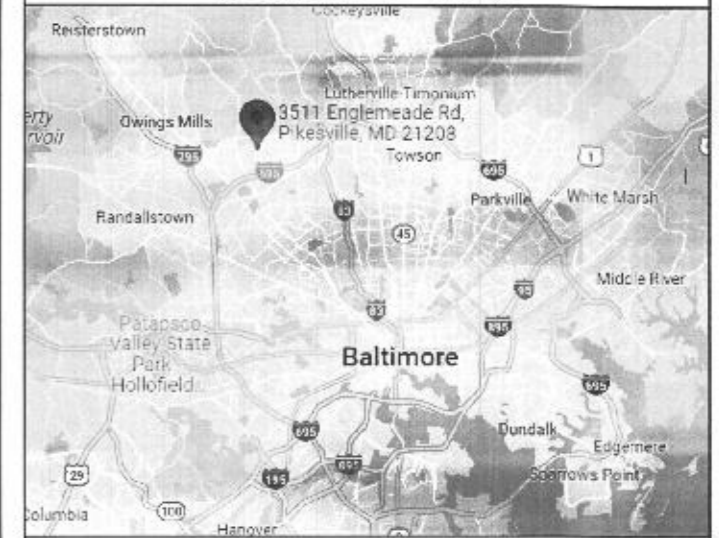 Cockeysville
Reisterstown
Lutherville-Timonium
Owings Mills
3511 Englemeade Rd,
Pikesville, MD 21208
Towson
795
695
695
1
Parkville
White Marsh
Randallstown
83
45
Middle River
95
83
895
Patapsco
Valley State
Park
Hollofield...
Baltimore
695
695
Dundalk
Edgemere
Sparrows Point
29
195
Columbia
100
Hanover